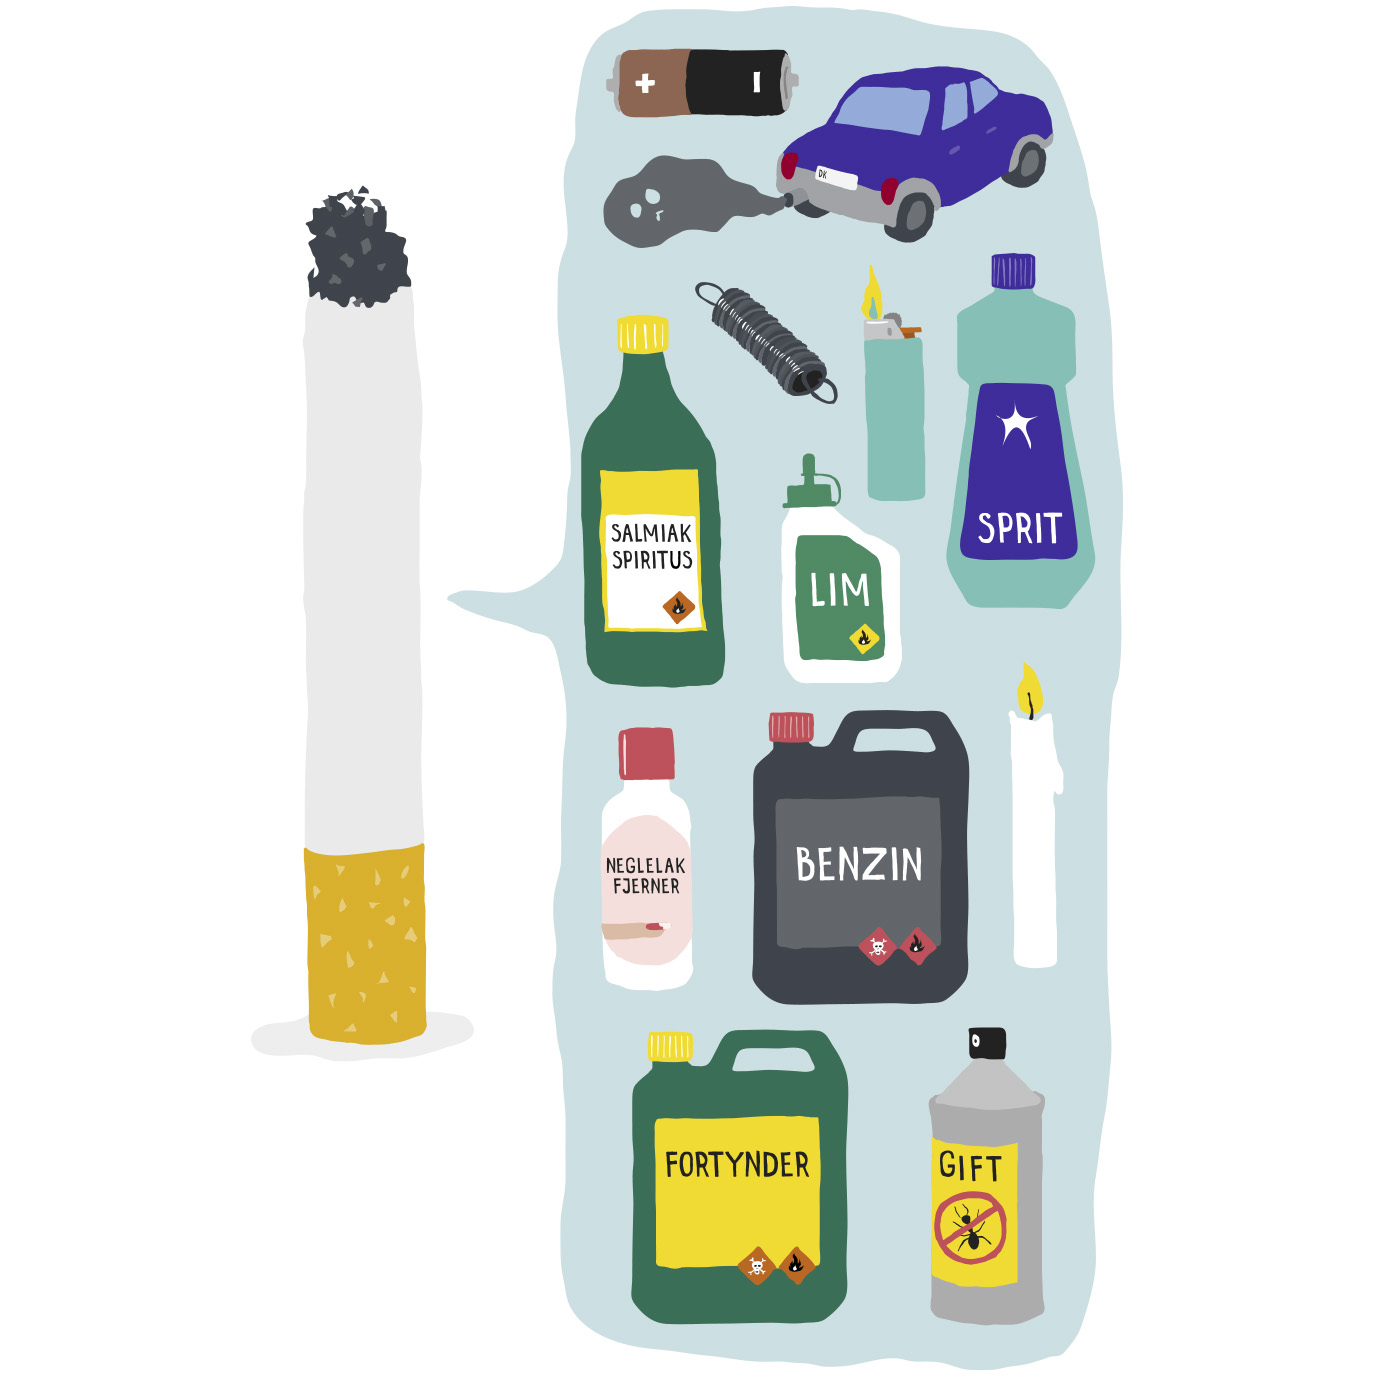 + -
DK
SALMIAK
SPIRITUS
SPRIT
LIM
NEGLELAK
FJERNER
BENZIN
FORTYNDER
GIFT